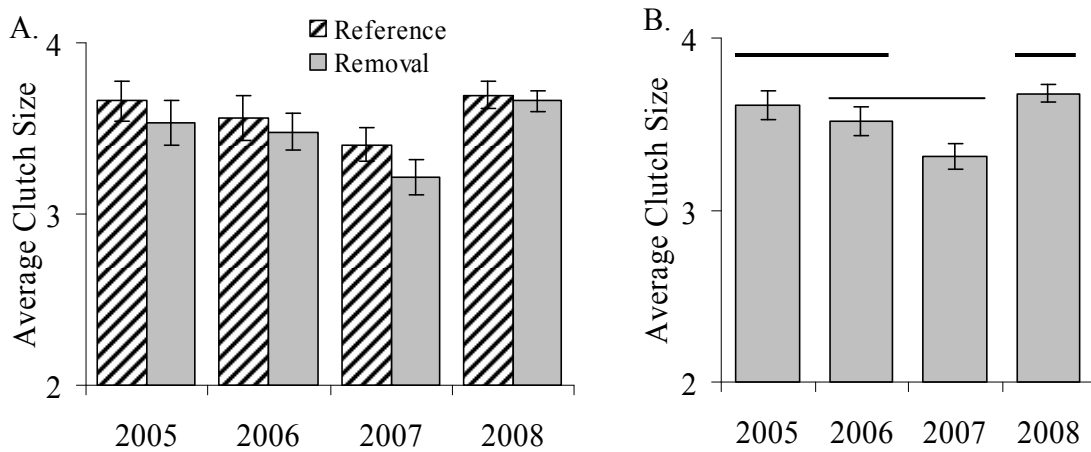 A.
Reference
Removal
Average Clutch Size
4
3
2
2005 2006 2007 2008
B.
Average Clutch Size
4
3
2
2005 2006 2007 2008